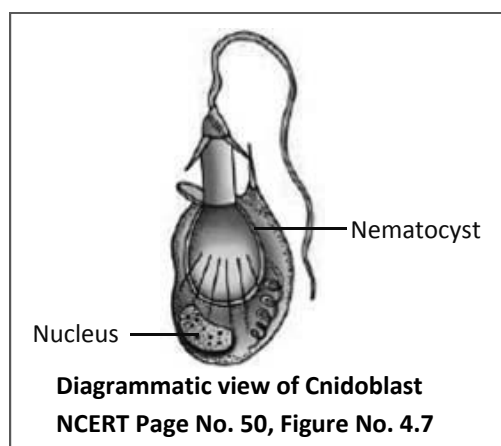 Nematocyst
Nucleus
Diagrammatic view of Cnidoblast
NCERT Page No. 50, Figure No. 4.7